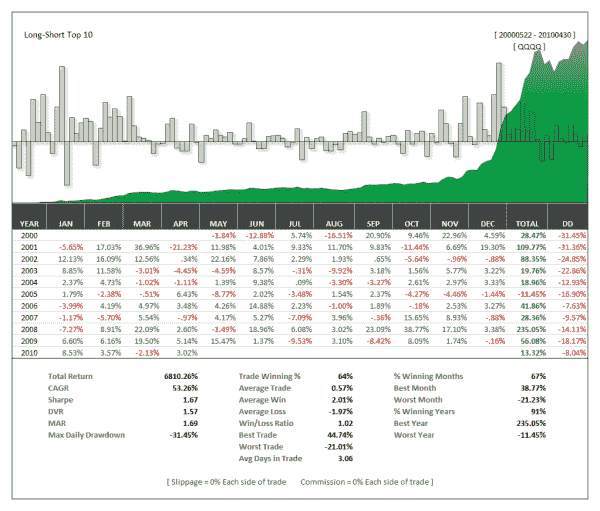 Long-Short Top 10
[ 20000522 - 20100430 ]
[ QQQQ ]
YEAR JAN FEB MAR APR MAY JUN JUL AUG SEP OCT NOV DEC TOTAL DD
2000 -1.84% -12.88% 5.74% -16.51% 20.90% 9.46% 22.96% 4.59% 28.47% -31.45%
2001 -5.65% 17.03% 36.96% -21.23% 11.98% 4.01% 9.33% 11.70% 9.83% -11.44% 6.69% 19.30% 109.77% -31.36%
2002 12.13% 16.09% 12.56% .34% 22.16% 7.86% 2.29% 1.93% .65% -5.64% -.96% -.88% 88.35% -24.85%
2003 8.85% 11.58% -3.01% -4.45% -4.59% 8.57% -.31% -9.92% 3.18% 1.56% 5.77% 3.22% 19.76% -22.86%
2004 2.37% 4.73% -1.02% -1.11% 1.39% 9.38% .09% -3.30% -3.27% 2.61% 2.97% 3.33% 18.96% -12.93%
2005 1.79% -2.38% -.51% 6.43% -8.77% 2.02% -3.48% 1.54% 2.37% -4.27% -4.46% -1.44% -11.45% -16.90%
2006 -3.99% 4.19% 4.97% 3.48% 4.26% 14.88% 2.23% -1.00% 1.89% -.18% 2.53% 3.27% 41.86% -7.63%
2007 -1.17% -5.70% 5.54% -.97% 4.17% 5.27% -7.09% 3.96% -.36% 15.65% 8.93% -.88% 28.36% -9.57%
2008 -7.27% 8.91% 22.09% 2.60% -1.49% 18.96% 6.08% 3.02% 23.09% 38.77% 17.10% 3.38% 235.05% -14.11%
2009 6.60% 6.16% 19.50% 5.14% 15.47% 1.37% -9.53% 3.10% -8.42% 8.09% 1.74% -.16% 56.08% -18.17%
2010 8.53% 3.57% -2.13% 3.02% 13.32% -8.04%
Total Return 6810.26% Trade Winning % 64% % Winning Months 67%
CAGR 53.26% Average Trade 0.57% Best Month 38.77%
Sharpe 1.67 Average Win 2.01% Worst Month -21.23%
DVR 1.57 Average Loss -1.97% % Winning Years 91%
MAR 1.69 Win/Loss Ratio 1.02 Best Year 235.05%
Max Daily Drawdown -31.45% Best Trade 44.74% Worst Year -11.45%
Worst Trade -21.01%
Avg Days in Trade 3.06
[ Slippage = 0% Each side of trade Commission = 0% Each side of trade ]